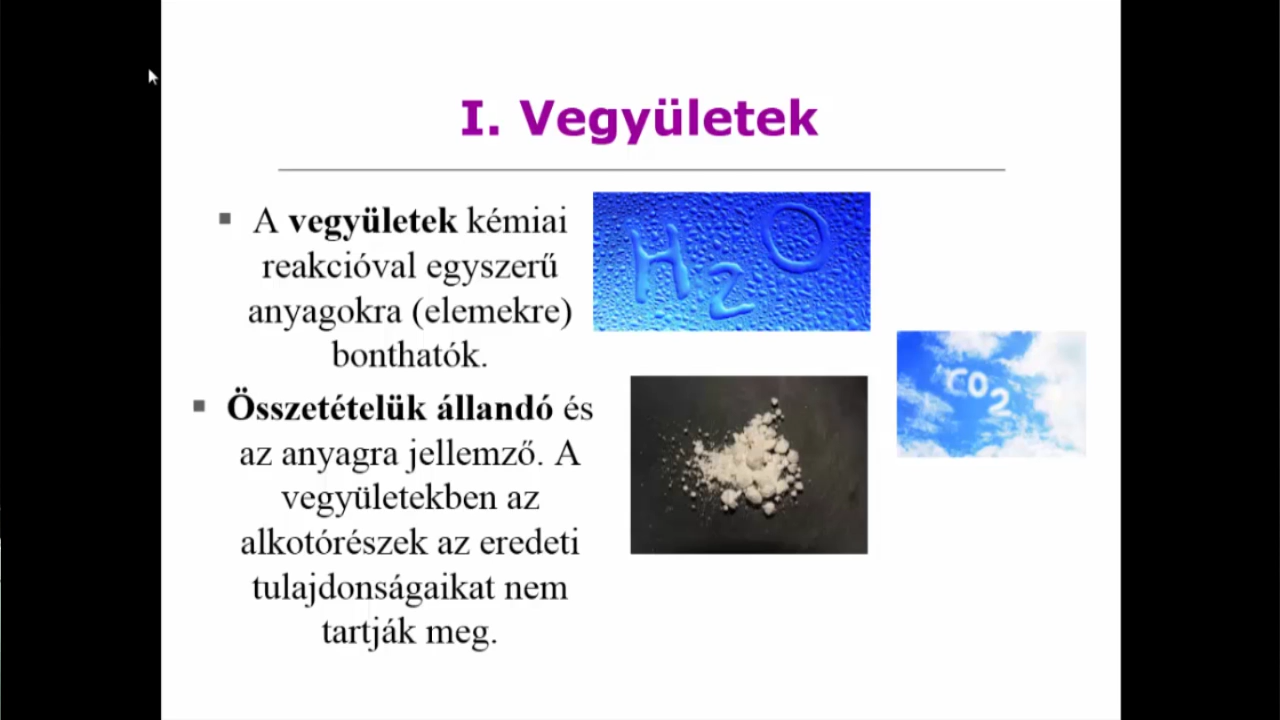 I. Vegyületek
▪ A vegyületek kémiai
reakcióval egyszerű
anyagokra (elemekre)
bonthatók.
▪ Összetételük állandó és
az anyagra jellemző. A
vegyületekben az
alkotórészek az eredeti
tulajdonságaikat nem
tartják meg.
H2O
CO2